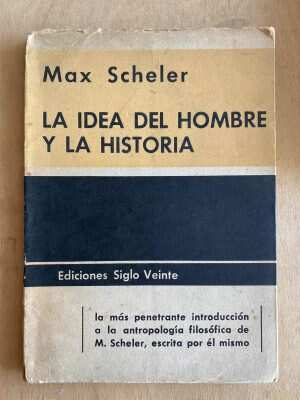 Max Scheler
LA IDEA DEL HOMBRE
Y LA HISTORIA
Ediciones Siglo Veinte
la más penetrante introducción
a la antropología filosófica de
M. Scheler, escrita por él mismo